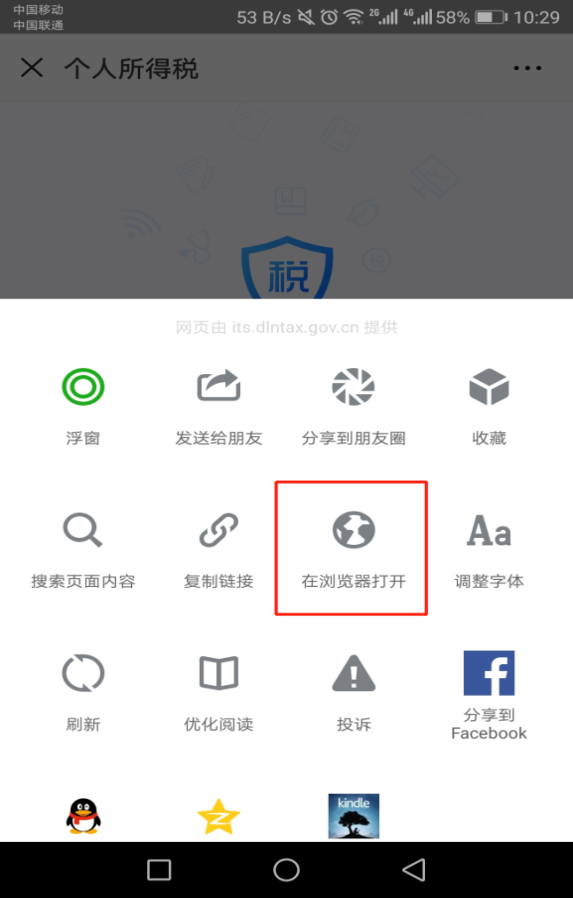 中国移动
中国联通
53 B/s 2G 4G 58% 10:29
个人所得税
税
网页由 its.dlntax.gov.cn 提供
浮窗 发送给朋友 分享到朋友圈 收藏
Aa
搜索页面内容 复制链接 在浏览器打开 调整字体
刷新 优化阅读 投诉 分享到
Facebook
kindle